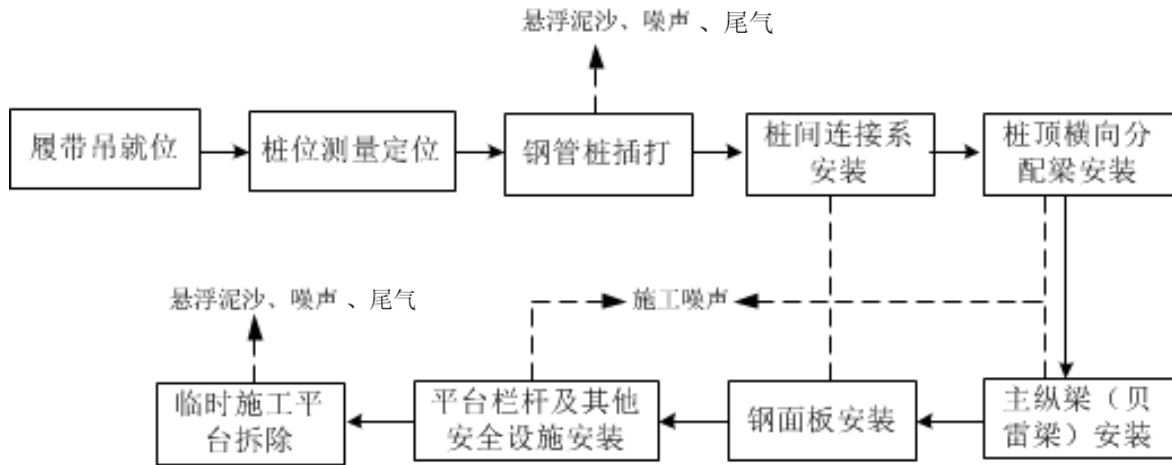 悬浮泥沙、噪声、尾气
履带吊就位
桩位测量定位
钢管桩插打
桩间连接系
安装
桩顶横向分
配梁安装
悬浮泥沙、噪声、尾气
施工噪声
临时施工平
台拆除
平台栏杆及其他
安全设施安装
钢面板安装
主纵梁（贝
雷梁）安装